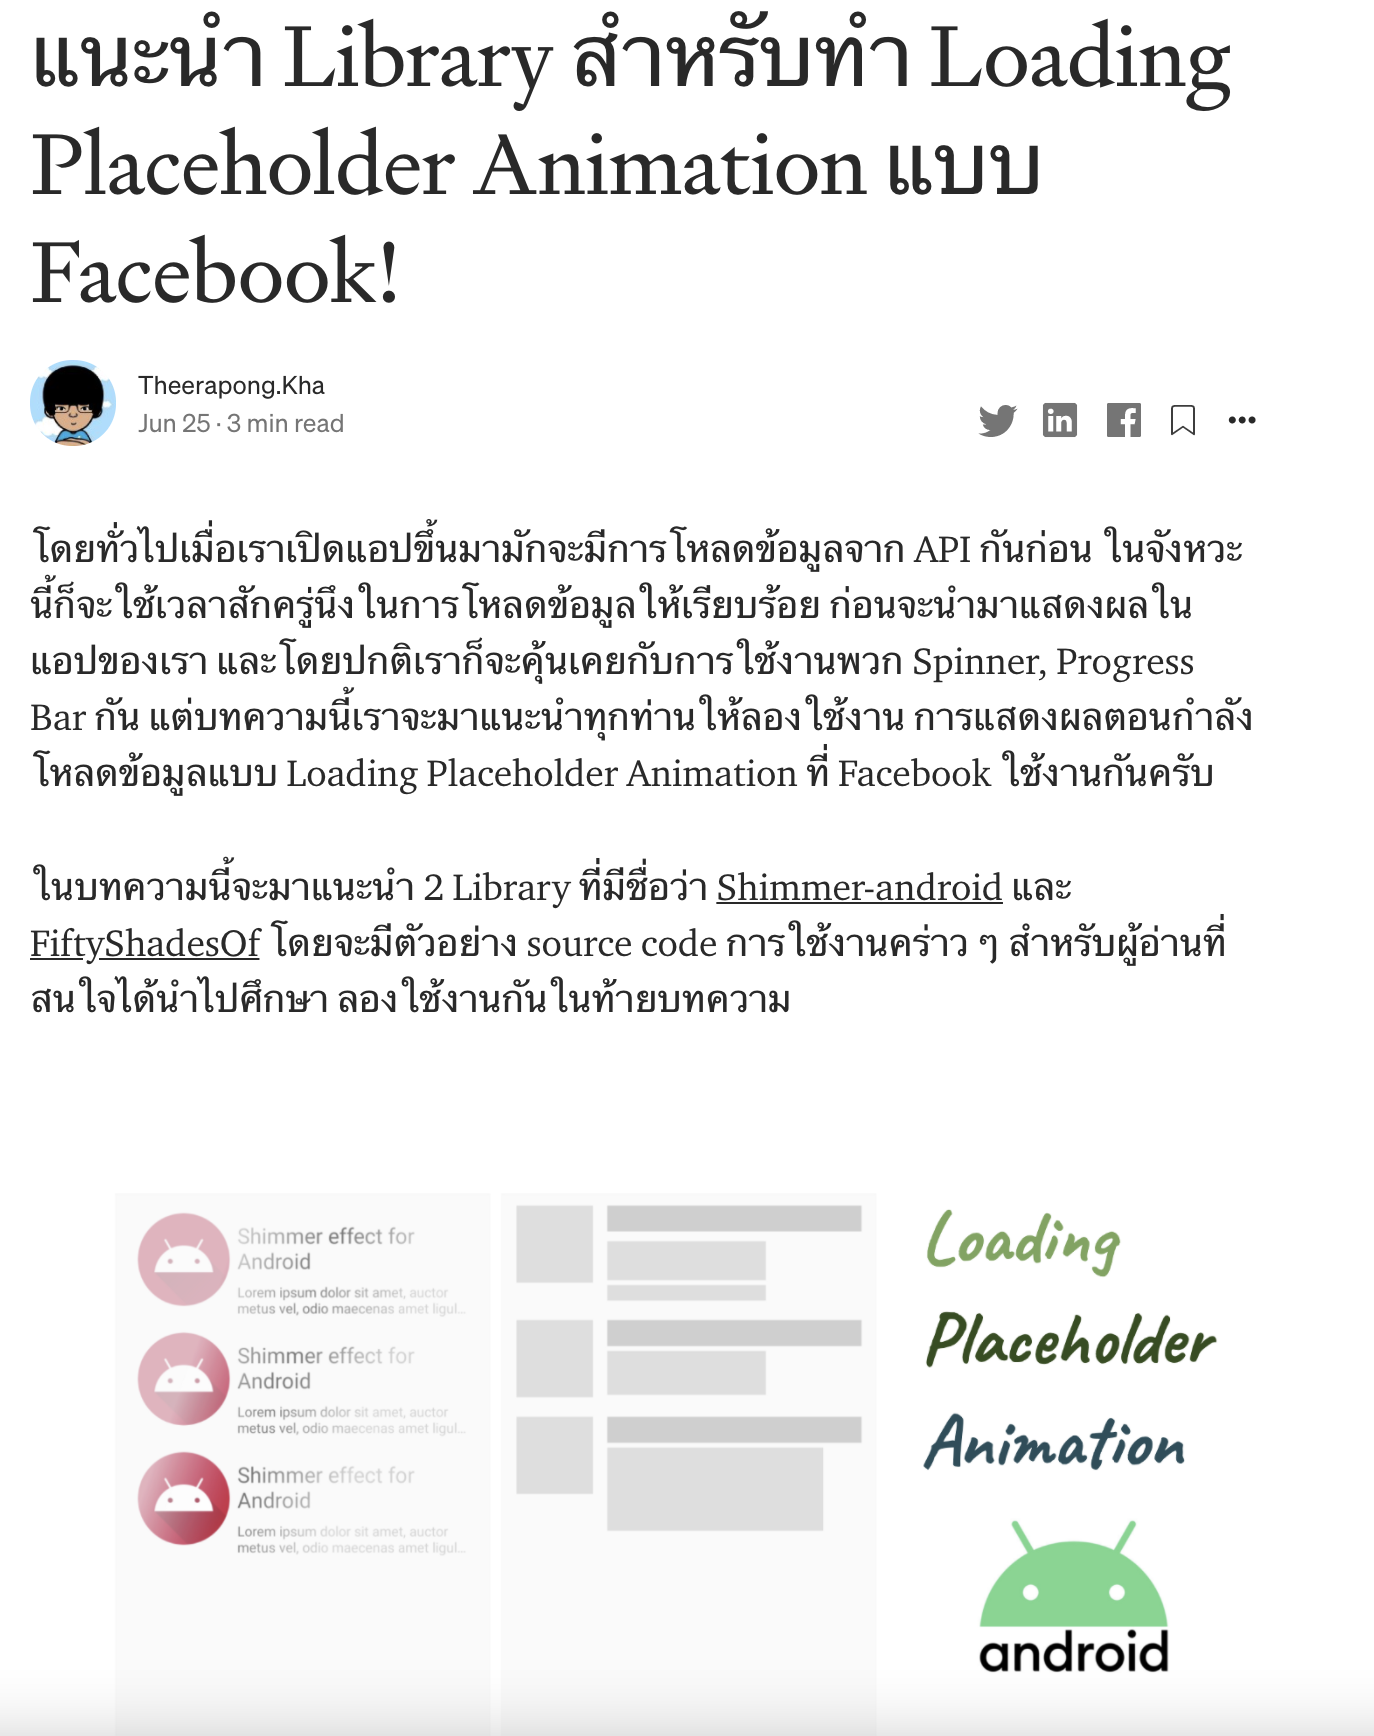 แนะนำ Library สำหรับทำ Loading
Placeholder Animation แบบ
Facebook!
Theerapong.Kha
Jun 25 · 3 min read
โดยทั่วไปเมื่อเราเปิดแอปขึ้นมามักจะมีการโหลดข้อมูลจาก API กันก่อน ในจังหวะ
นี้ก็จะใช้เวลาสักครู่นึงในการโหลดข้อมูลให้เรียบร้อย ก่อนจะนำมาแสดงผลใน
แอปของเรา และโดยปกติเราก็จะคุ้นเคยกับการใช้งานพวก Spinner, Progress
Bar กัน แต่บทความนี้เราจะมาแนะนำทุกท่านให้ลองใช้งาน การแสดงผลตอนกำลัง
โหลดข้อมูลแบบ Loading Placeholder Animation ที่ Facebook ใช้งานกันครับ
ในบทความนี้จะมาแนะนำ 2 Library ที่มีชื่อว่า Shimmer-android และ
FiftyShadesOf โดยจะมีตัวอย่าง source code การใช้งานคร่าว ๆ สำหรับผู้อ่านที่
สนใจได้นำไปศึกษา ลองใช้งานกันในท้ายบทความ
Shimmer effect for
Android
Lorem ipsum dolor sit amet, auctor
metus vel, odio maecenas amet ligul...
Shimmer effect for
Android
Lorem ipsum dolor sit amet, auctor
metus vel, odio maecenas amet ligul...
Shimmer effect for
Android
Lorem ipsum dolor sit amet, auctor
metus vel, odio maecenas amet ligul...
Loading
Placeholder
Animation
android